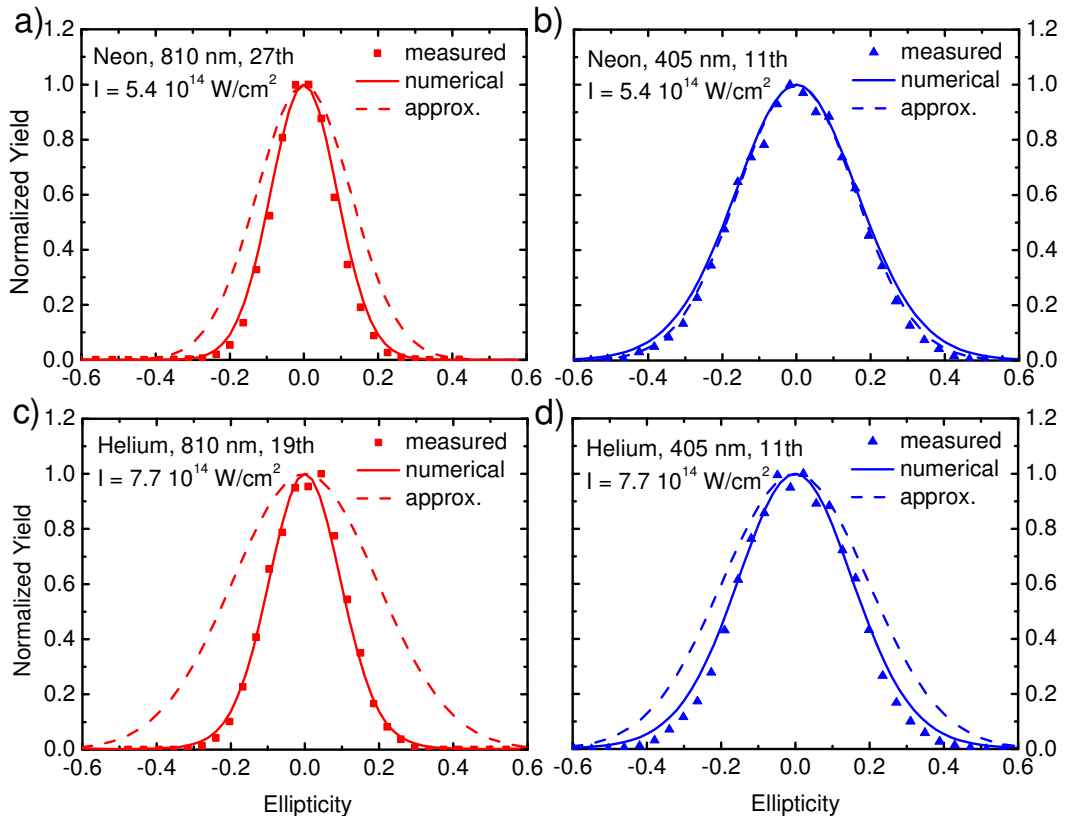 a)
Neon, 810 nm, 27th
I = 5.4 10^14 W/cm^2
measured
numerical
approx.
1.2
1.0
0.8
0.6
0.4
0.2
0.0
-0.6 -0.4 -0.2 0.0 0.2 0.4 0.6
Normalized Yield
b)
Neon, 405 nm, 11th
I = 5.4 10^14 W/cm^2
measured
numerical
approx.
1.2
1.0
0.8
0.6
0.4
0.2
0.0
-0.6 -0.4 -0.2 0.0 0.2 0.4 0.6
c)
Helium, 810 nm, 19th
I = 7.7 10^14 W/cm^2
measured
numerical
approx.
1.2
1.0
0.8
0.6
0.4
0.2
0.0
-0.6 -0.4 -0.2 0.0 0.2 0.4 0.6
Normalized Yield
Ellipticity
d)
Helium, 405 nm, 11th
I = 7.7 10^14 W/cm^2
measured
numerical
approx.
1.2
1.0
0.8
0.6
0.4
0.2
0.0
-0.6 -0.4 -0.2 0.0 0.2 0.4 0.6
Ellipticity